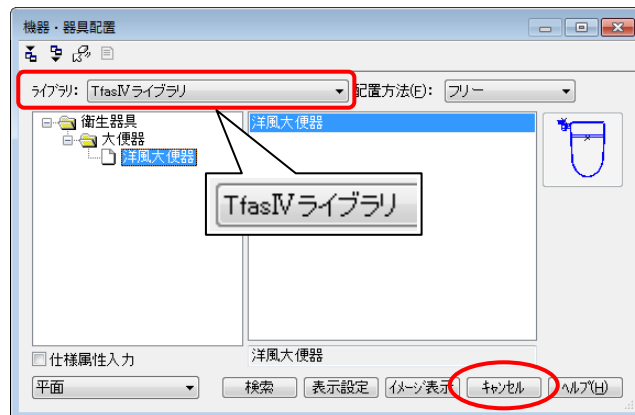 機器・器具配置
ライブラリ: TfasⅣライブラリ 配置方法(F): フリー
衛生器具
大便器
洋風大便器
洋風大便器
TfasⅣライブラリ
仕様属性入力
洋風大便器
平面 検索 表示設定 イメージ表示 キャンセル ヘルプ(H)